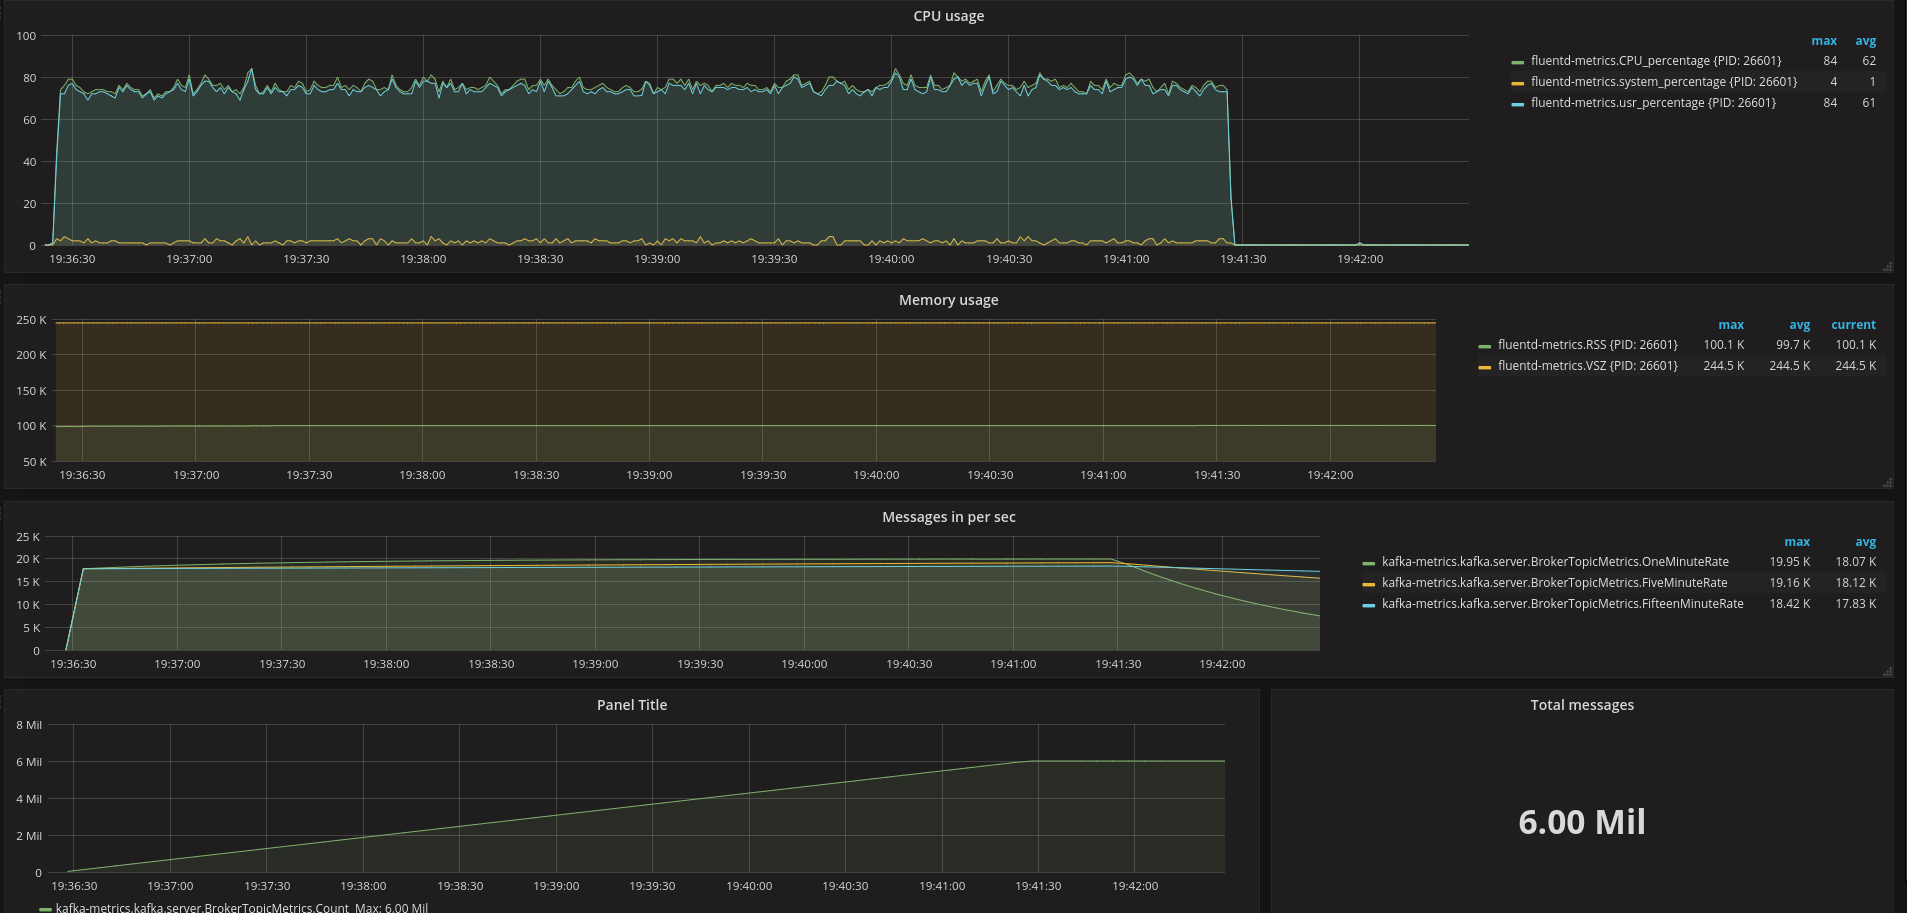 CPU usage
100
80
60
40
20
0
19:36:30 19:37:00 19:37:30 19:38:00 19:38:30 19:39:00 19:39:30 19:40:00 19:40:30 19:41:00 19:41:30 19:42:00
max avg
fluentd-metrics.CPU_percentage {PID: 26601} 84 62
fluentd-metrics.system_percentage {PID: 26601} 4 1
fluentd-metrics.usr_percentage {PID: 26601} 84 61
Memory usage
250 K
200 K
150 K
100 K
50 K
19:36:30 19:37:00 19:37:30 19:38:00 19:38:30 19:39:00 19:39:30 19:40:00 19:40:30 19:41:00 19:41:30 19:42:00
max avg current
fluentd-metrics.RSS {PID: 26601} 100.1 K 99.7 K 100.1 K
fluentd-metrics.VSZ {PID: 26601} 244.5 K 244.5 K 244.5 K
Messages in per sec
25 K
20 K
15 K
10 K
5 K
0
19:36:30 19:37:00 19:37:30 19:38:00 19:38:30 19:39:00 19:39:30 19:40:00 19:40:30 19:41:00 19:41:30 19:42:00
max avg
kafka-metrics.kafka.server.BrokerTopicMetrics.OneMinuteRate 19.95 K 18.07 K
kafka-metrics.kafka.server.BrokerTopicMetrics.FiveMinuteRate 19.16 K 18.12 K
kafka-metrics.kafka.server.BrokerTopicMetrics.FifteenMinuteRate 18.42 K 17.83 K
Panel Title
8 Mil
6 Mil
4 Mil
2 Mil
0
19:36:30 19:37:00 19:37:30 19:38:00 19:38:30 19:39:00 19:39:30 19:40:00 19:40:30 19:41:00 19:41:30 19:42:00
kafka-metrics.kafka.server.BrokerTopicMetrics.Count Max: 6.00 Mil
Total messages
6.00 Mil